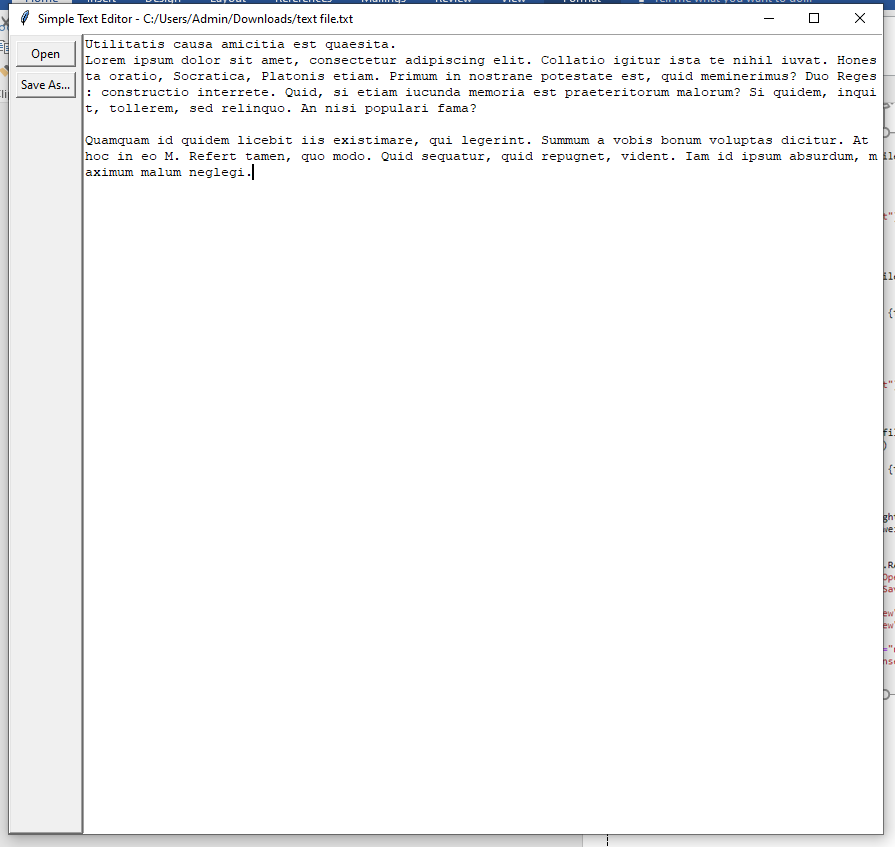 Simple Text Editor - C:/Users/Admin/Downloads/text file.txt
Open
Save As...
Utilitatis causa amicitia est quaesita.
Lorem ipsum dolor sit amet, consectetur adipiscing elit. Collatio igitur ista te nihil iuvat. Hones
ta oratio, Socratica, Platonis etiam. Primum in nostrane potestate est, quid meminerimus? Duo Reges
: constructio interrete. Quid, si etiam iucunda memoria est praeteritorum malorum? Si quidem, inqui
t, tollerem, sed relinquo. An nisi populari fama?
Quamquam id quidem licebit iis existimare, qui legerint. Summum a vobis bonum voluptas dicitur. At
hoc in eo M. Refert tamen, quo modo. Quid sequatur, quid repugnet, vident. Iam id ipsum absurdum, m
aximum malum neglegi.